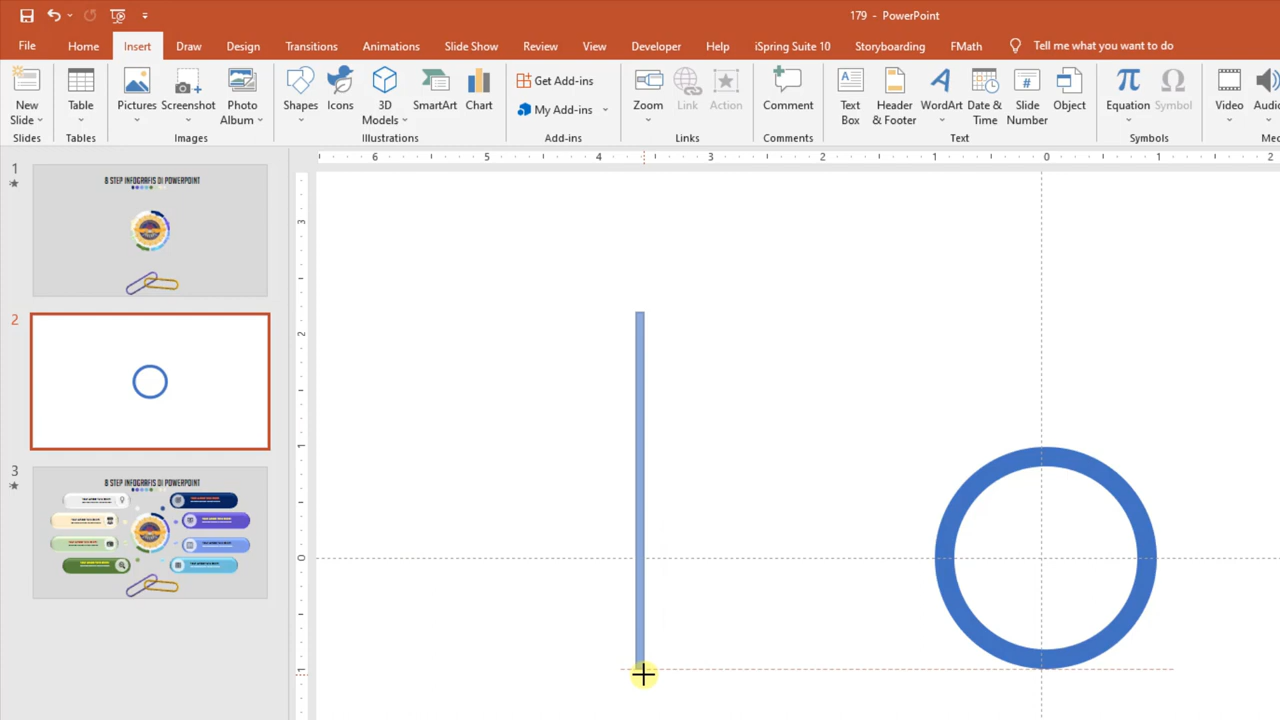 179 - PowerPoint
File Home Insert Draw Design Transitions Animations Slide Show Review View Developer Help iSpring Suite 10 Storyboarding FMath Tell me what you want to do
New Slide
Table
Pictures
Screenshot
Photo Album
Shapes
Icons
3D Models
SmartArt
Chart
Get Add-ins
My Add-ins
Zoom
Link
Action
Comment
Text Box
Header & Footer
WordArt
Date & Time
Slide Number
Object
Equation
Symbol
Video
Audio
Slides Tables Images Illustrations Add-ins Links Comments Text Symbols
6 5 4 3 2 1 0 1 2
3
2
1
0
1
1
8 STEP INFOGRAFIS DI POWERPOINT
2
3
8 STEP INFOGRAFIS DI POWERPOINT